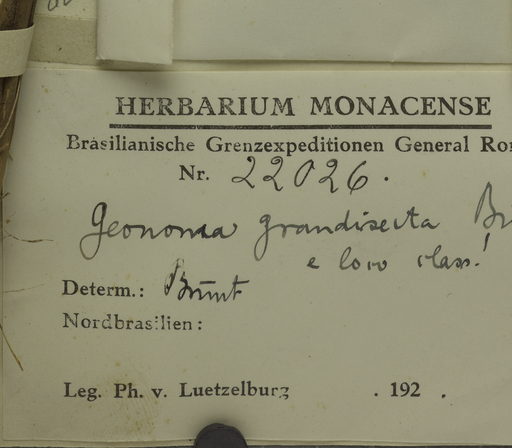 HERBARIUM MONACENSE
Brasilianische Grenzexpeditionen General Ro
Nr. 22026.
Geonoma grandisecta B
e loco class.!
Determ.: Burret
Nordbrasilien:
Leg. Ph. v. Luetzelburg . 192 .